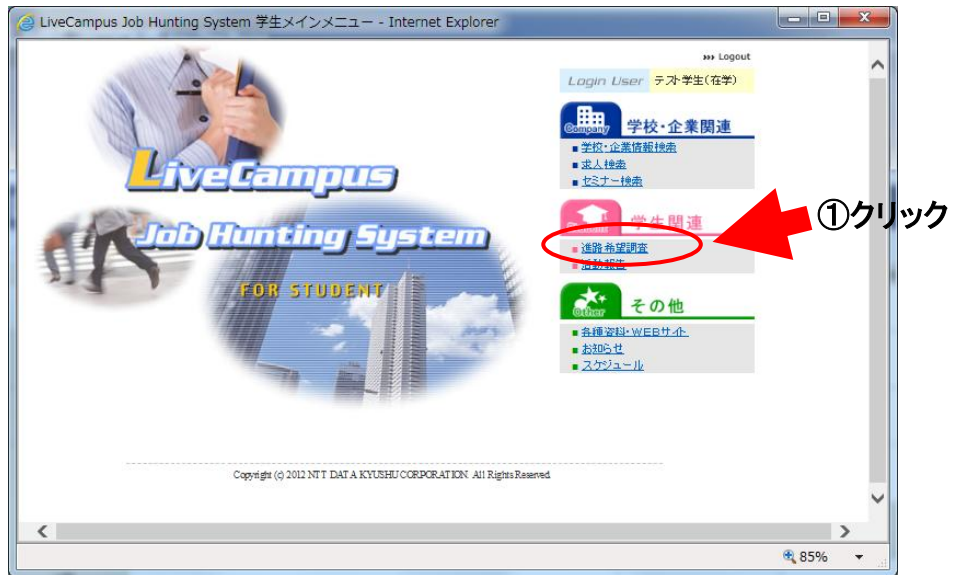 LiveCampus Job Hunting System 学生メインメニュー - Internet Explorer
Logout
Login User テスト学生(在学)
LiveCampus
Job Hunting System
FOR STUDENT
Company 学校・企業関連
学校・企業情報検索
求人検索
セミナー検索
学生関連
進路希望調査
活動報告
①クリック
Other その他
各種資料・WEBサイト
お知らせ
スケジュール
Copyright (c) 2012 NTT DATA KYUSHU CORPORATION. All Rights Reserved.
85%